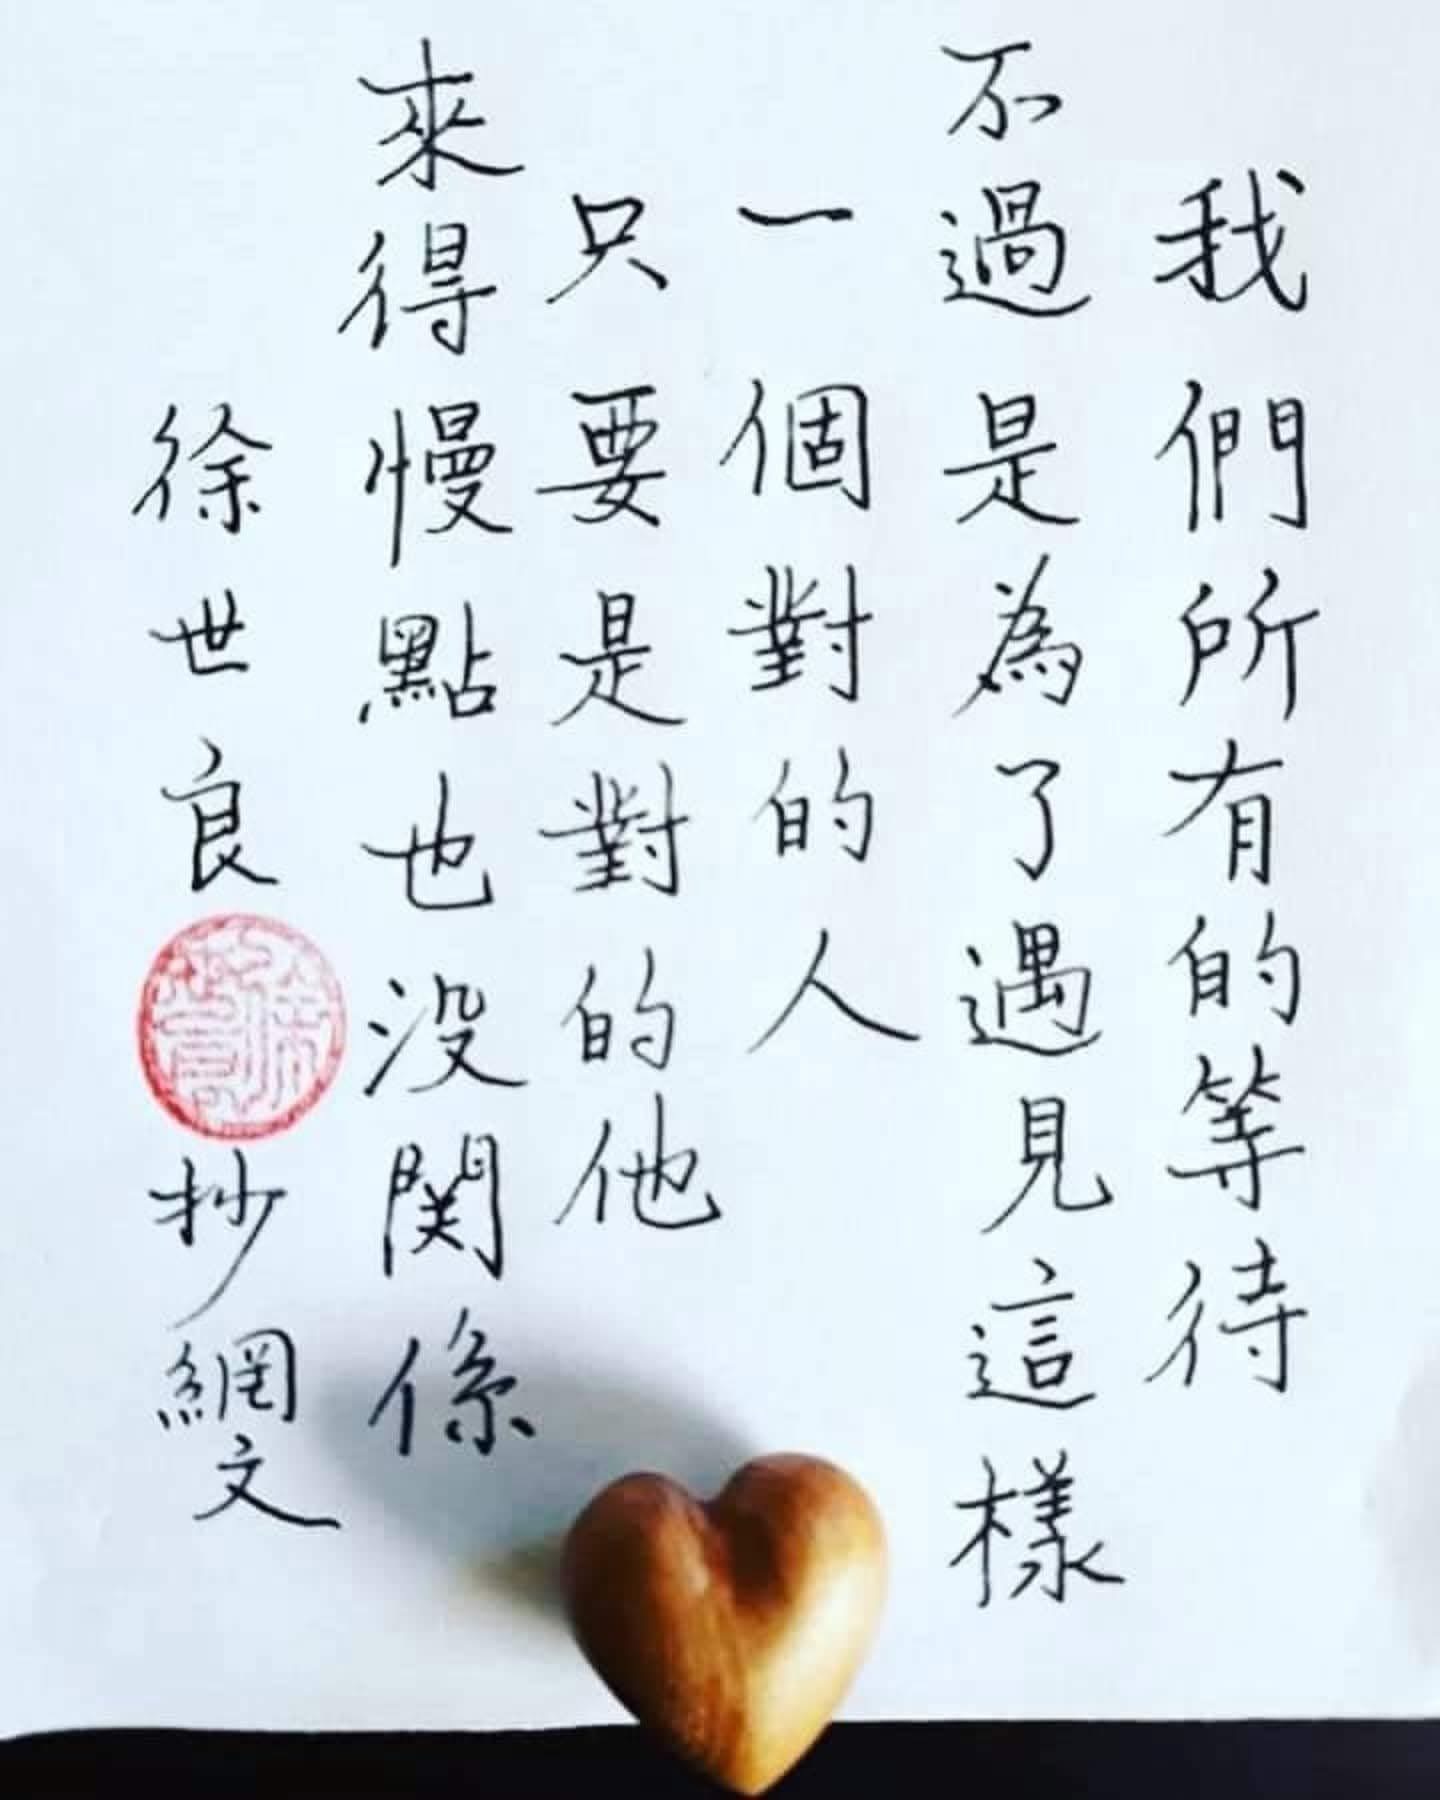 我們所有的等待
不過是為了遇見這樣
一個對的人
只要是對的他
來得慢點也没関係
徐世良
抄網文